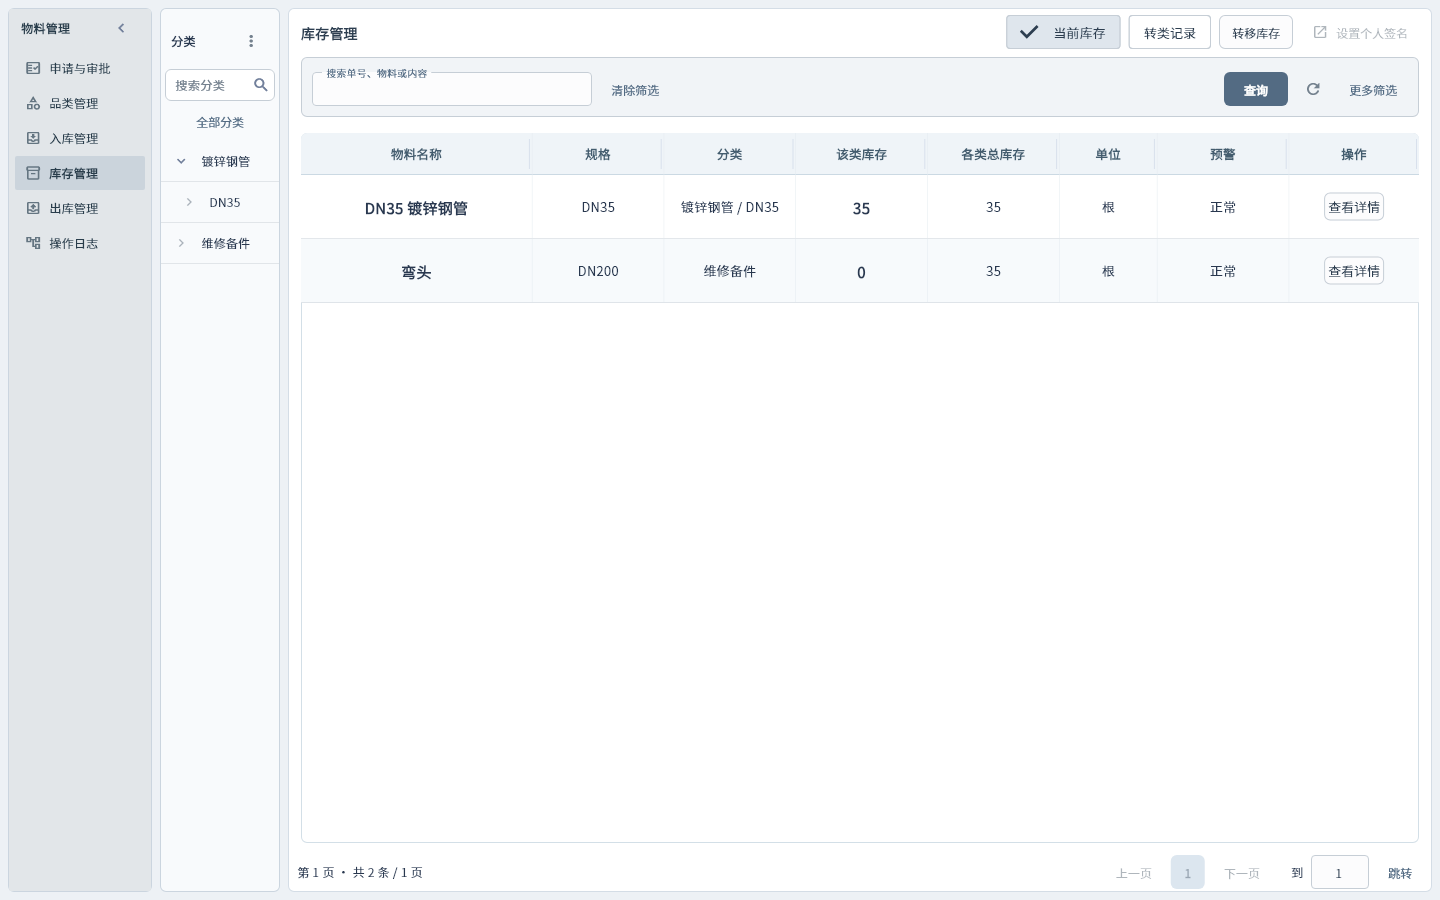 物料管理
申请与审批
品类管理
入库管理
库存管理
出库管理
操作日志
分类
搜索分类
全部分类
镀锌钢管
DN35
维修备件
库存管理
当前库存
转类记录
转移库存
设置个人签名
搜索单号、物料或内容
清除筛选
查询
更多筛选
物料名称 规格 分类 该类库存 各类总库存 单位 预警 操作
DN35 镀锌钢管 DN35 镀锌钢管 / DN35 35 35 根 正常 查看详情
弯头 DN200 维修备件 0 35 根 正常 查看详情
第 1 页 · 共 2 条 / 1 页
上一页 1 下一页 到 1 跳转